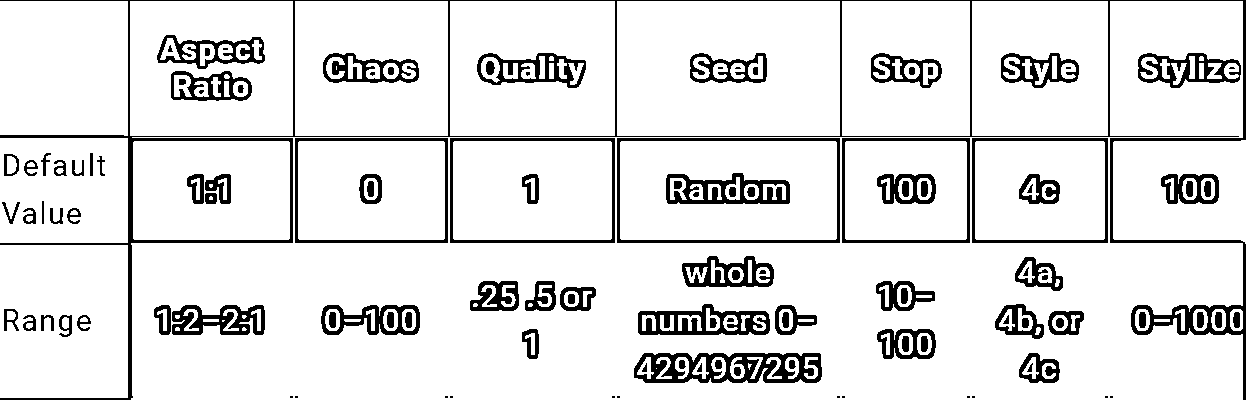 Aspect Ratio Chaos Quality Seed Stop Style Stylize
Default Value 1:1 0 1 Random 100 4c 100
Range 1:2–2:1 0–100 .25 .5 or 1 whole numbers 0–4294967295 10–100 4a, 4b, or 4c 0–1000